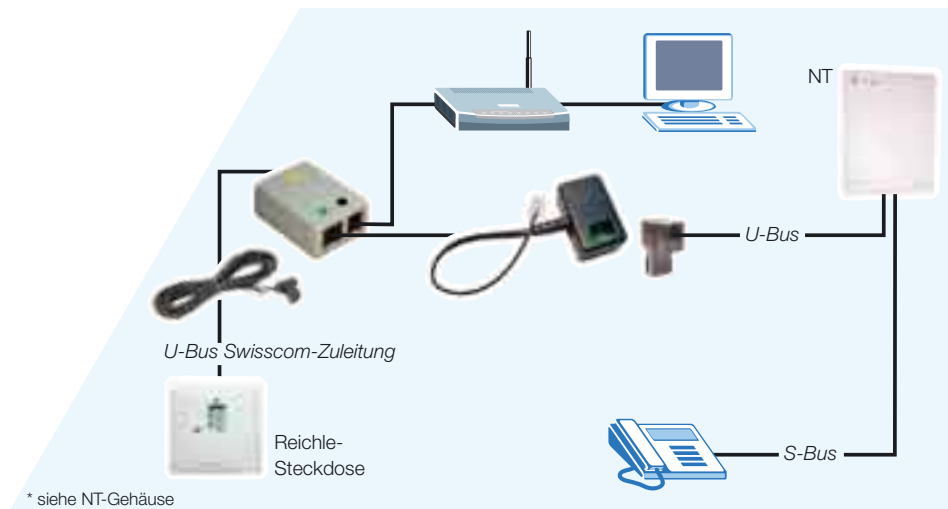 NT
U-Bus
U-Bus Swisscom-Zuleitung
Reichle-
Steckdose
S-Bus
* siehe NT-Gehäuse